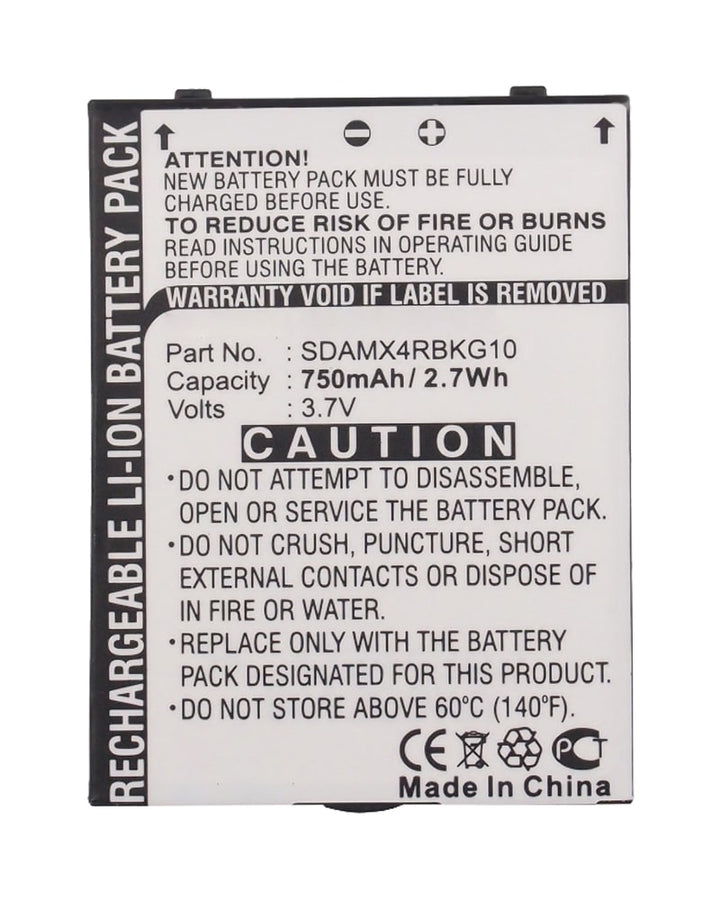 RECHARGEABLE LI-ION BATTERY PACK
ATTENTION!
NEW BATTERY PACK MUST BE FULLY
CHARGED BEFORE USE.
TO REDUCE RISK OF FIRE OR BURNS
READ INSTRUCTIONS IN OPERATING GUIDE
BEFORE USING THE BATTERY.
WARRANTY VOID IF LABEL IS REMOVED
Part No. : SDAMX4RBKG10
Capacity : 750mAh/ 2.7Wh
Volts : 3.7V
CAUTION
•DO NOT ATTEMPT TO DISASSEMBLE,
OPEN OR SERVICE THE BATTERY PACK.
•DO NOT CRUSH, PUNCTURE, SHORT
EXTERNAL CONTACTS OR DISPOSE OF
IN FIRE OR WATER.
•REPLACE ONLY WITH THE BATTERY
PACK DESIGNATED FOR THIS PRODUCT.
•DO NOT STORE ABOVE 60°C (140°F).
CE PCT
Made In China